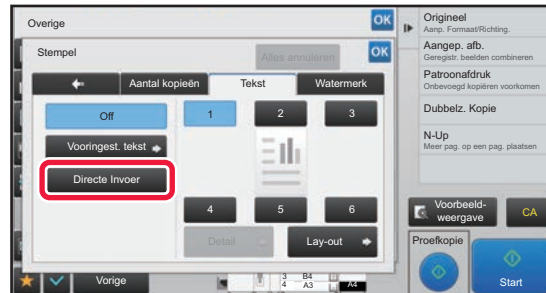 Overige
OK
Stempel
Alles annuleren
OK
Aantal kopieën
Tekst
Watermerk
Off
1
2
3
Vooringest. tekst
Directe Invoer
4
5
6
Detail
Lay-out
Vorige
3 B4
4 A3
A4
Origineel
Aanp. Formaat/Richting.
Aangep. afb.
Geregistr. beelden combineren
Patroonafdruk
Onbevoegd kopiëren voorkomen
Dubbelz. Kopie
N-Up
Meer pag. op een pag. plaatsen
Voorbeeld-
weergave
CA
Proefkopie
Start